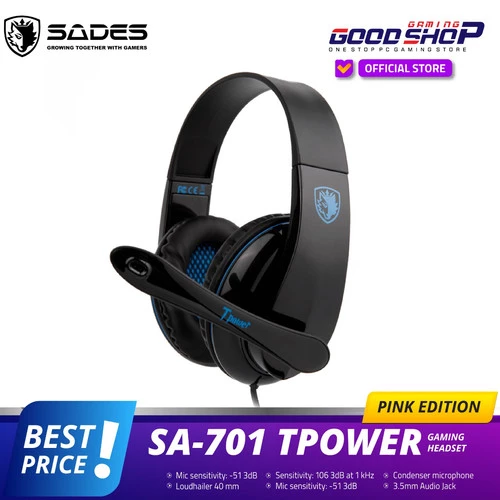 SADES
GROWING TOGETHER WITH GAMERS
GAMING
GOODSHOP
ONE STOP PC GAMING STORE
OFFICIAL STORE
Tpower
PINK EDITION
BEST
PRICE!
SA-701 TPOWER
GAMING
HEADSET
• Mic sensitivity: -51 3dB
• Sensitivity: 106 3dB at 1 kHz
• Condenser microphone
• Loudhailer 40 mm
• Mic sensitivity: -51 3dB
• 3.5mm Audio Jack